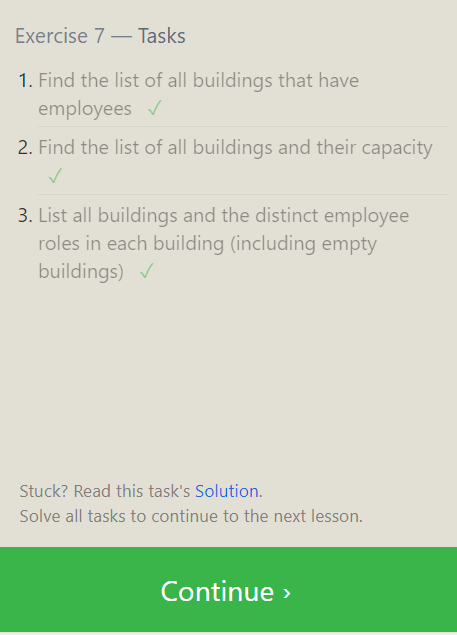 Exercise 7 — Tasks
1. Find the list of all buildings that have
employees ✓
2. Find the list of all buildings and their capacity
✓
3. List all buildings and the distinct employee
roles in each building (including empty
buildings) ✓
Stuck? Read this task's Solution.
Solve all tasks to continue to the next lesson.
Continue ›